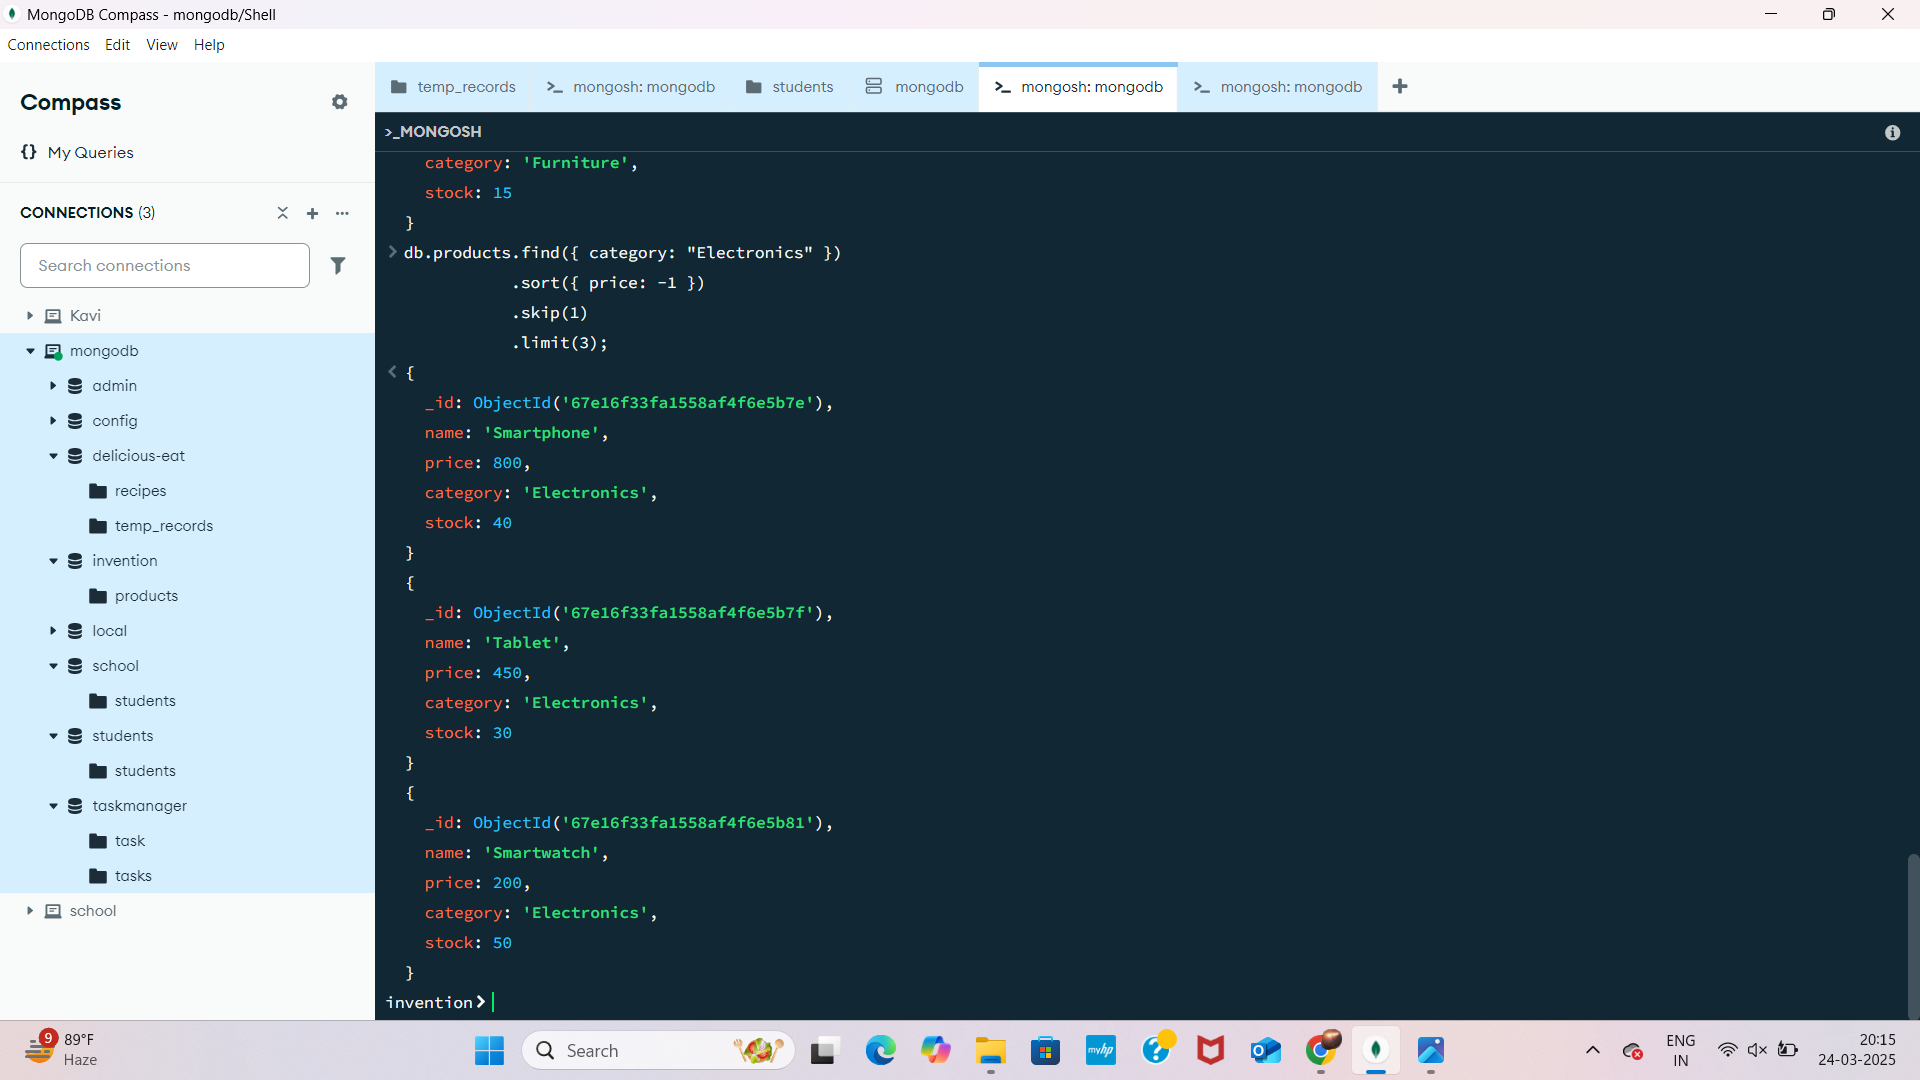 MongoDB Compass - mongodb/Shell
Connections Edit View Help
Compass
My Queries
CONNECTIONS (3)
Search connections
Kavi
mongodb
admin
config
delicious-eat
recipes
temp_records
invention
products
local
school
students
students
students
taskmanager
task
tasks
school
temp_records
>_ mongosh: mongodb
students
mongodb
>_ mongosh: mongodb
>_ mongosh: mongodb
>_MONGOSH
category: 'Furniture',
stock: 15
}
> db.products.find({ category: "Electronics" })
.sort({ price: -1 })
.skip(1)
.limit(3);
< {
_id: ObjectId('67e16f33fa1558af4f6e5b7e'),
name: 'Smartphone',
price: 800,
category: 'Electronics',
stock: 40
}
{
_id: ObjectId('67e16f33fa1558af4f6e5b7f'),
name: 'Tablet',
price: 450,
category: 'Electronics',
stock: 30
}
{
_id: ObjectId('67e16f33fa1558af4f6e5b81'),
name: 'Smartwatch',
price: 200,
category: 'Electronics',
stock: 50
}
invention>
9
89°F
Haze
Search
myhp
ENG
IN
20:15
24-03-2025